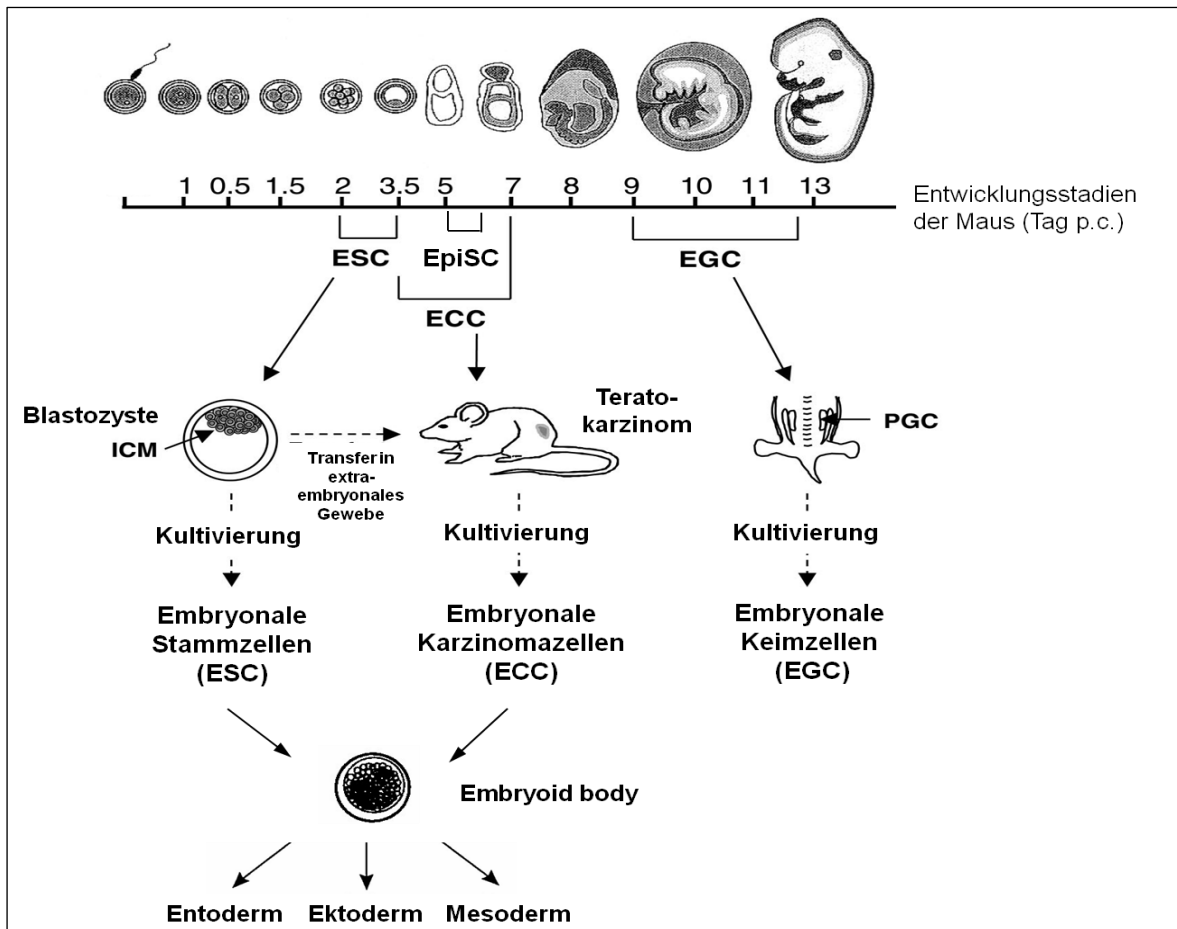 1 0.5 1.5 2 3.5 5 7 8 9 10 11 13
Entwicklungsstadien
der Maus (Tag p.c.)
ESC
EpiSC
EGC
ECC
Blastozyste
ICM
Transfer in
extra-
embryonales
Gewebe
Terato-
karzinom
PGC
Kultivierung
Kultivierung
Kultivierung
Embryonale
Stammzellen
(ESC)
Embryonale
Karzinomazellen
(ECC)
Embryonale
Keimzellen
(EGC)
Embryoid body
Entoderm
Ektoderm
Mesoderm